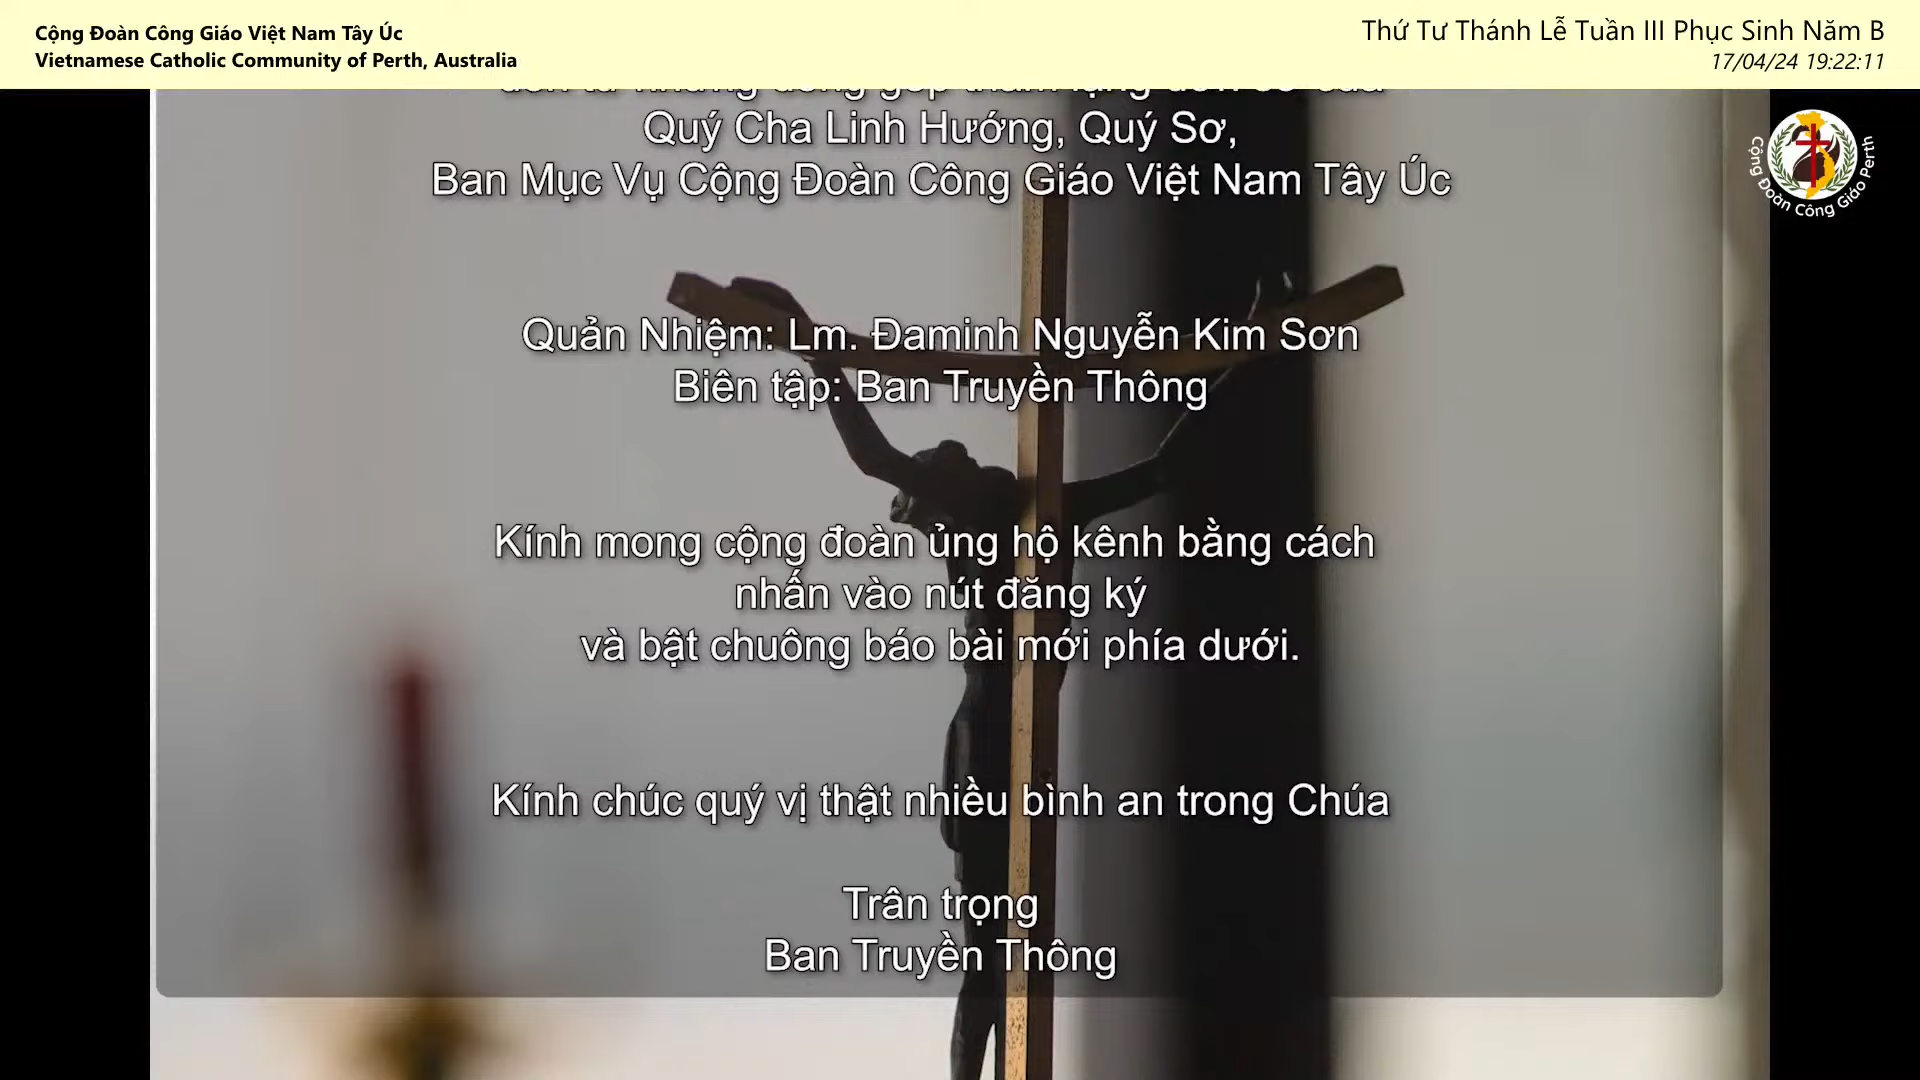 Cộng Đoàn Công Giáo Việt Nam Tây Úc
Vietnamese Catholic Community of Perth, Australia
Thứ Tư Thánh Lễ Tuần III Phục Sinh Năm B
17/04/24 19:22:11
Quý Cha Linh Hướng, Quý Sơ,
Ban Mục Vụ Cộng Đoàn Công Giáo Việt Nam Tây Úc
Cộng Đoàn Công Giáo Perth
Quản Nhiệm: Lm. Đaminh Nguyễn Kim Sơn
Biên tập: Ban Truyền Thông
Kính mong cộng đoàn ủng hộ kênh bằng cách
nhấn vào nút đăng ký
và bật chuông báo bài mới phía dưới.
Kính chúc quý vị thật nhiều bình an trong Chúa
Trân trọng
Ban Truyền Thông